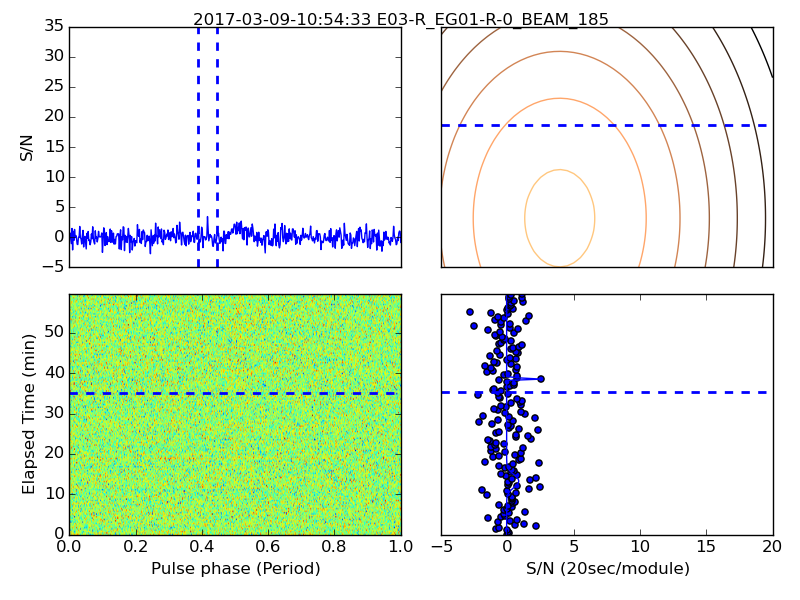 2017-03-09-10:54:33 E03-R_EG01-R-0_BEAM_185
35
30
25
20
15
10
5
0
−5
S/N
50
40
30
20
10
0
Elapsed Time (min)
0.0 0.2 0.4 0.6 0.8 1.0
Pulse phase (Period)
−5 0 5 10 15 20
S/N (20sec/module)